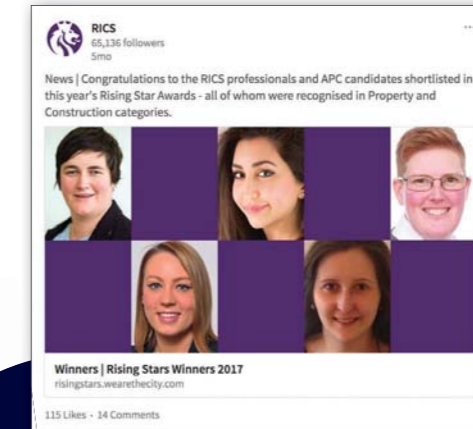 RICS
65,136 followers
5mo
...
News | Congratulations to the RICS professionals and APC candidates shortlisted in
this year's Rising Star Awards - all of whom were recognised in Property and
Construction categories.
Winners | Rising Stars Winners 2017
risingstars.wearethecity.com
115 Likes • 14 Comments